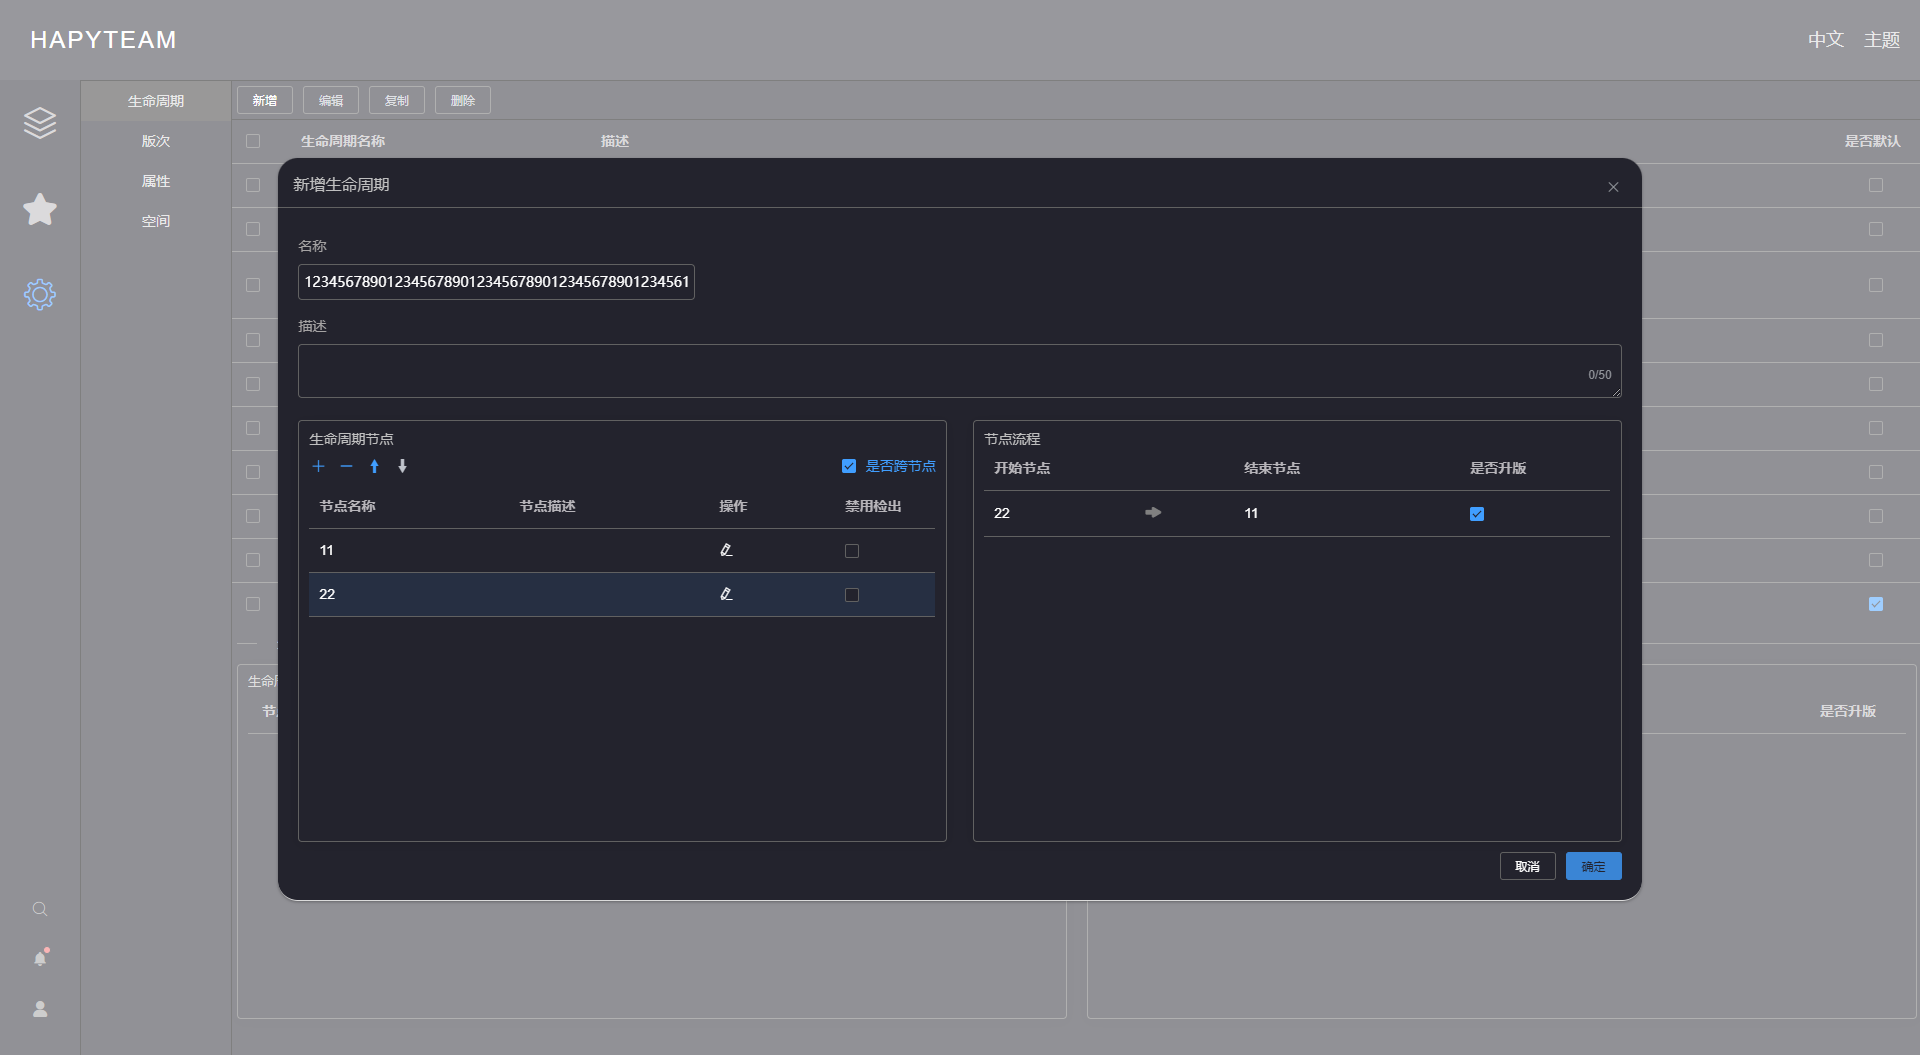 HAPYTEAM
中文 主题
生命周期
版次
属性
空间
新增 编辑 复制 删除
生命周期名称 描述 是否默认
新增生命周期
名称
1234567890123456789012345678901234567890123456​1
描述
0/50
生命周期节点
是否跨节点
节点名称 节点描述 操作 禁用检出
11
22
节点流程
开始节点 结束节点 是否升版
22 11
取消 确定
生命
节
是否升版